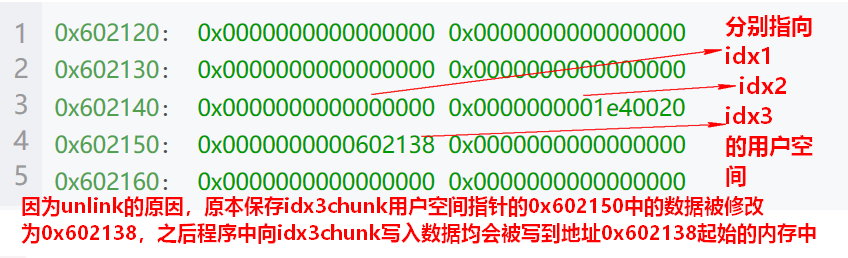 1 0x602120: 0x0000000000000000 0x0000000000000000
2 0x602130: 0x0000000000000000 0x0000000000000000
3 0x602140: 0x0000000000000000 0x0000000001e40020
4 0x602150: 0x0000000000602138 0x0000000000000000
5 0x602160: 0x0000000000000000 0x0000000000000000
分别指向
idx1
idx2
idx3
的用户空
间
因为unlink的原因，原本保存idx3chunk用户空间指针的0x602150中的数据被修改
为0x602138，之后程序中向idx3chunk写入数据均会被写到地址0x602138起始的内存中